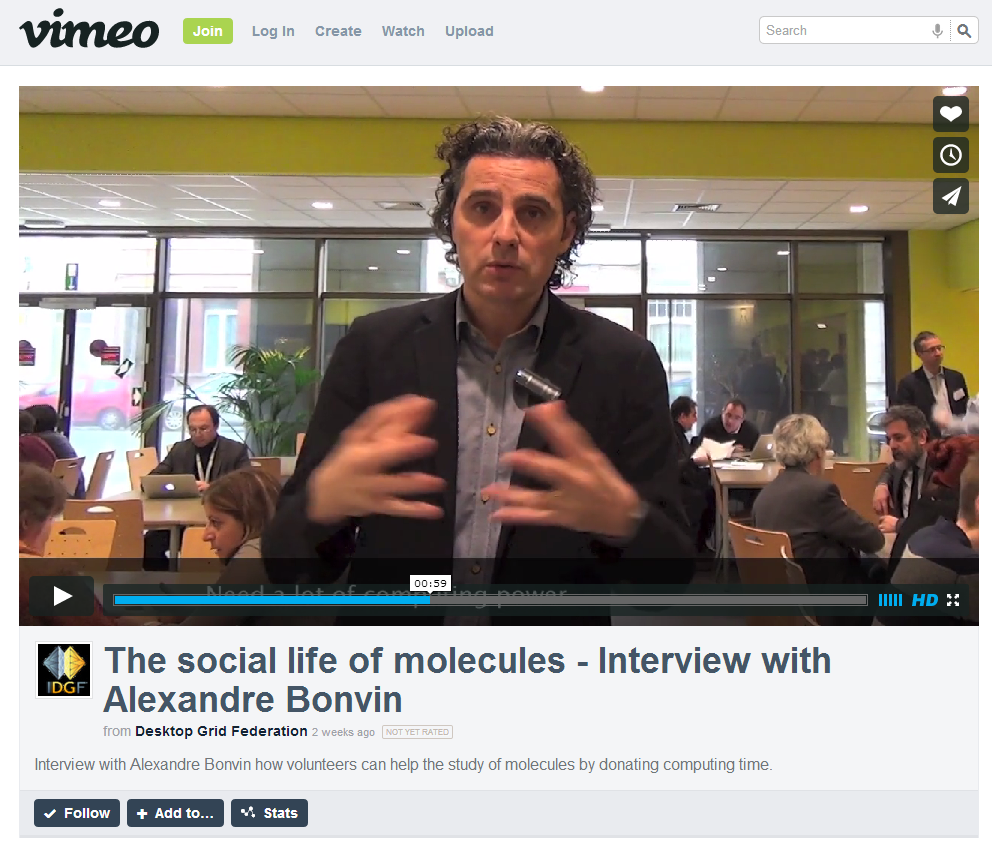 vimeo
Join Log In Create Watch Upload
Search
Need a lot of computing power
00:59
HD
IDGF
The social life of molecules - Interview with
Alexandre Bonvin
from Desktop Grid Federation 2 weeks ago NOT YET RATED
Interview with Alexandre Bonvin how volunteers can help the study of molecules by donating computing time.
Follow Add to... Stats